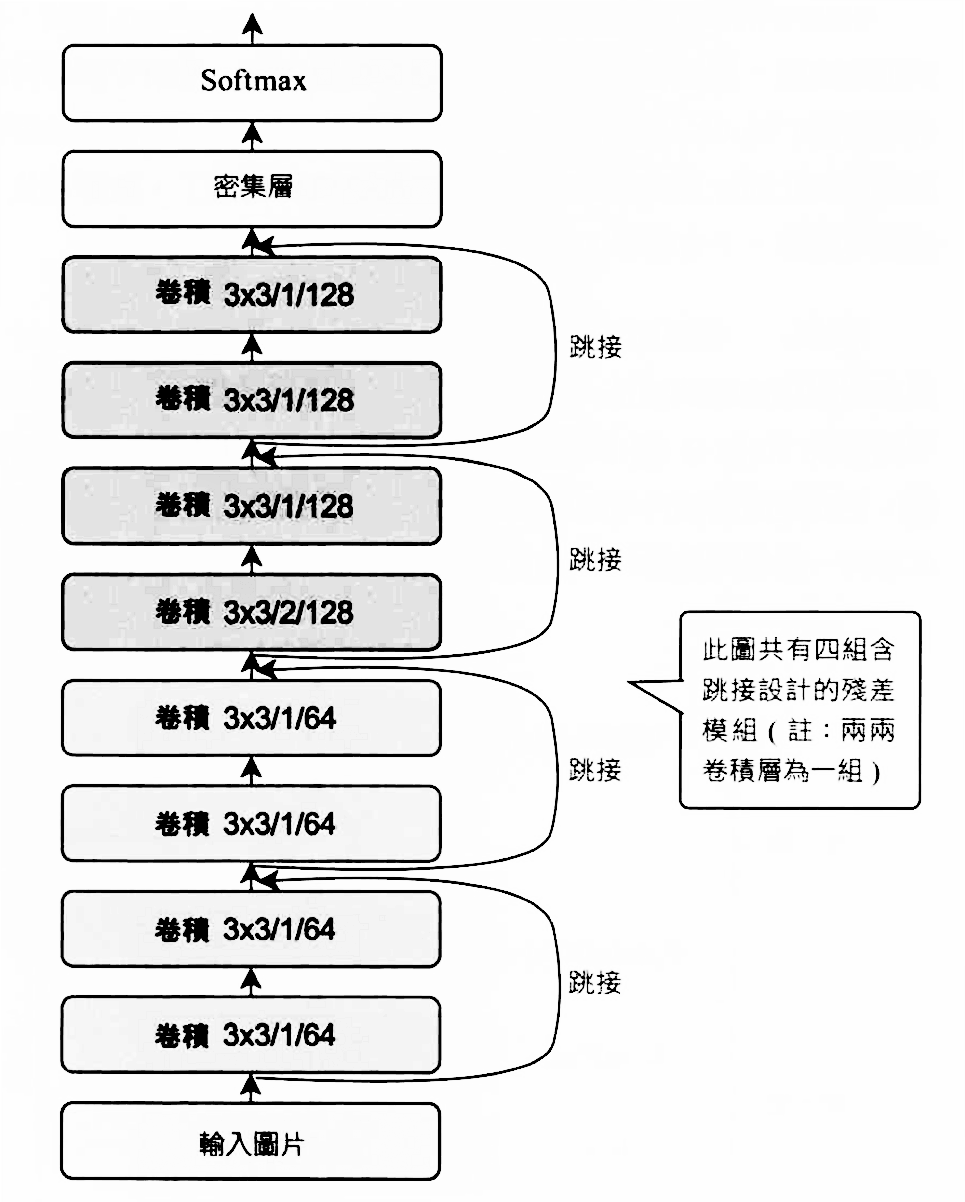 Softmax
密集層
卷積 3x3/1/128
跳接
卷積 3x3/1/128
卷積 3x3/1/128
跳接
卷積 3x3/2/128
此圖共有四組含
跳接設計的殘差
模組（註：兩兩
卷積層為一組）
卷積 3x3/1/64
跳接
卷積 3x3/1/64
卷積 3x3/1/64
跳接
卷積 3x3/1/64
輸入圖片